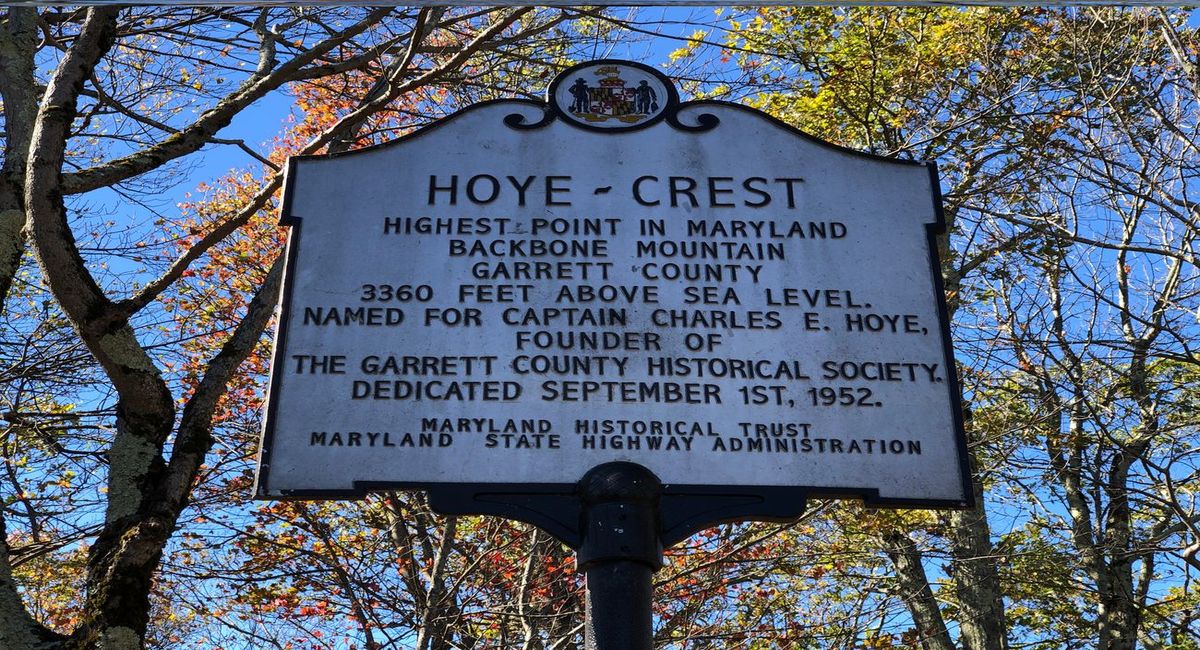 HOYE - CREST
HIGHEST POINT IN MARYLAND
BACKBONE MOUNTAIN
GARRETT COUNTY
3360 FEET ABOVE SEA LEVEL.
NAMED FOR CAPTAIN CHARLES E. HOYE,
FOUNDER OF
THE GARRETT COUNTY HISTORICAL SOCIETY.
DEDICATED SEPTEMBER 1ST, 1952.
MARYLAND HISTORICAL TRUST
MARYLAND STATE HIGHWAY ADMINISTRATION